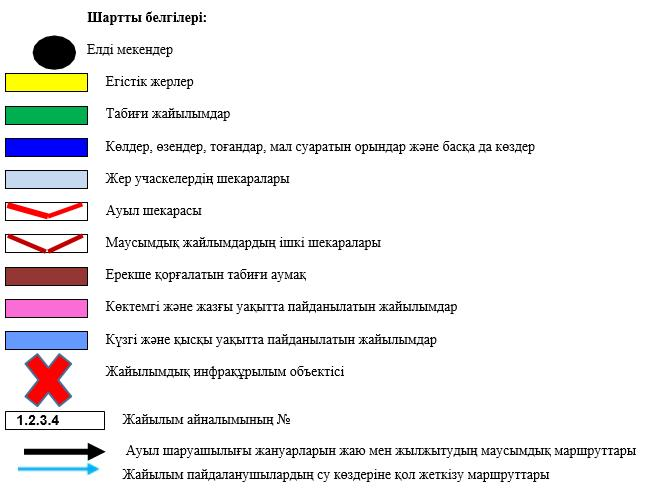 Шартты белгілері:
Елді мекендер
Егістік жерлер
Табиғи жайылымдар
Көлдер, өзендер, тоғандар, мал суаратын орындар және басқа да көздер
Жер учаскелердің шекаралары
Ауыл шекарасы
Маусымдық жайлымдардың ішкі шекаралары
Ерекше қорғалатын табиғи аумақ
Көктемгі және жазғы уақытта пайданылатын жайылымдар
Күзгі және қысқы уақытта пайданылатын жайылымдар
Жайылымдық инфрақұрылым объектісі
1.2.3.4 Жайылым айналымының №
Ауыл шаруашылығы жануарларын жаю мен жылжытудың маусымдық маршруттары
Жайылым пайдаланушылардың су көздеріне қол жеткізу маршруттары